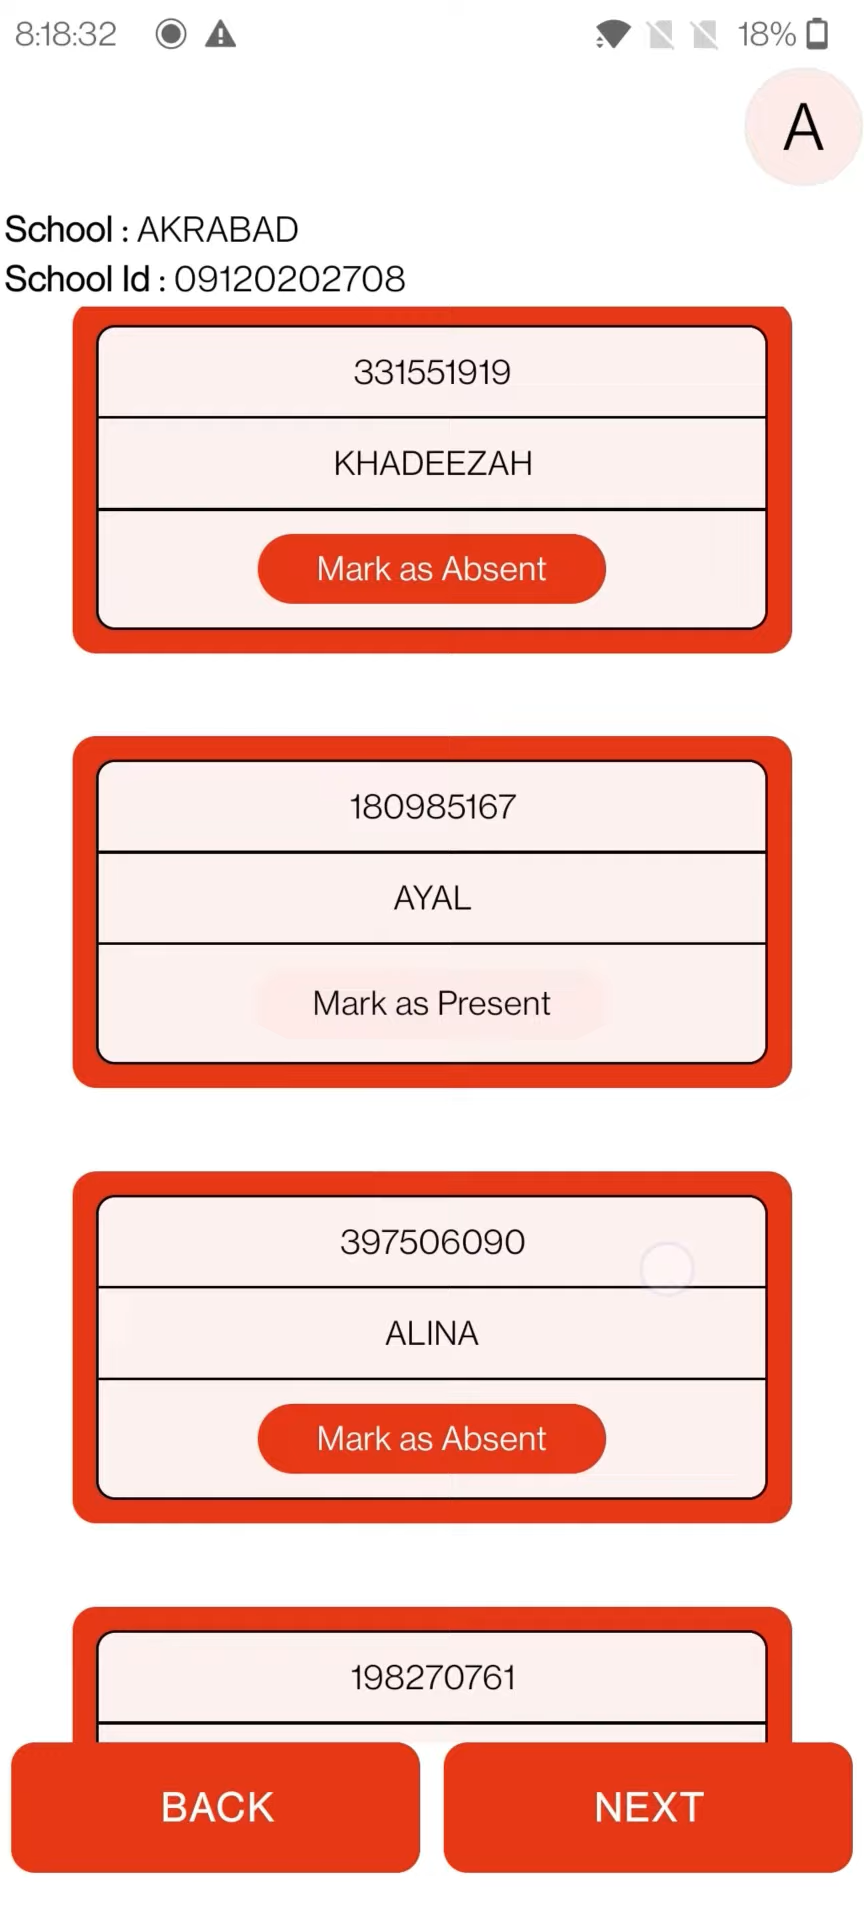 8:18:32 18%
A
School : AKRABAD
School Id : 09120202708
331551919
KHADEEZAH
Mark as Absent
180985167
AYAL
Mark as Present
397506090
ALINA
Mark as Absent
198270761
BACK NEXT